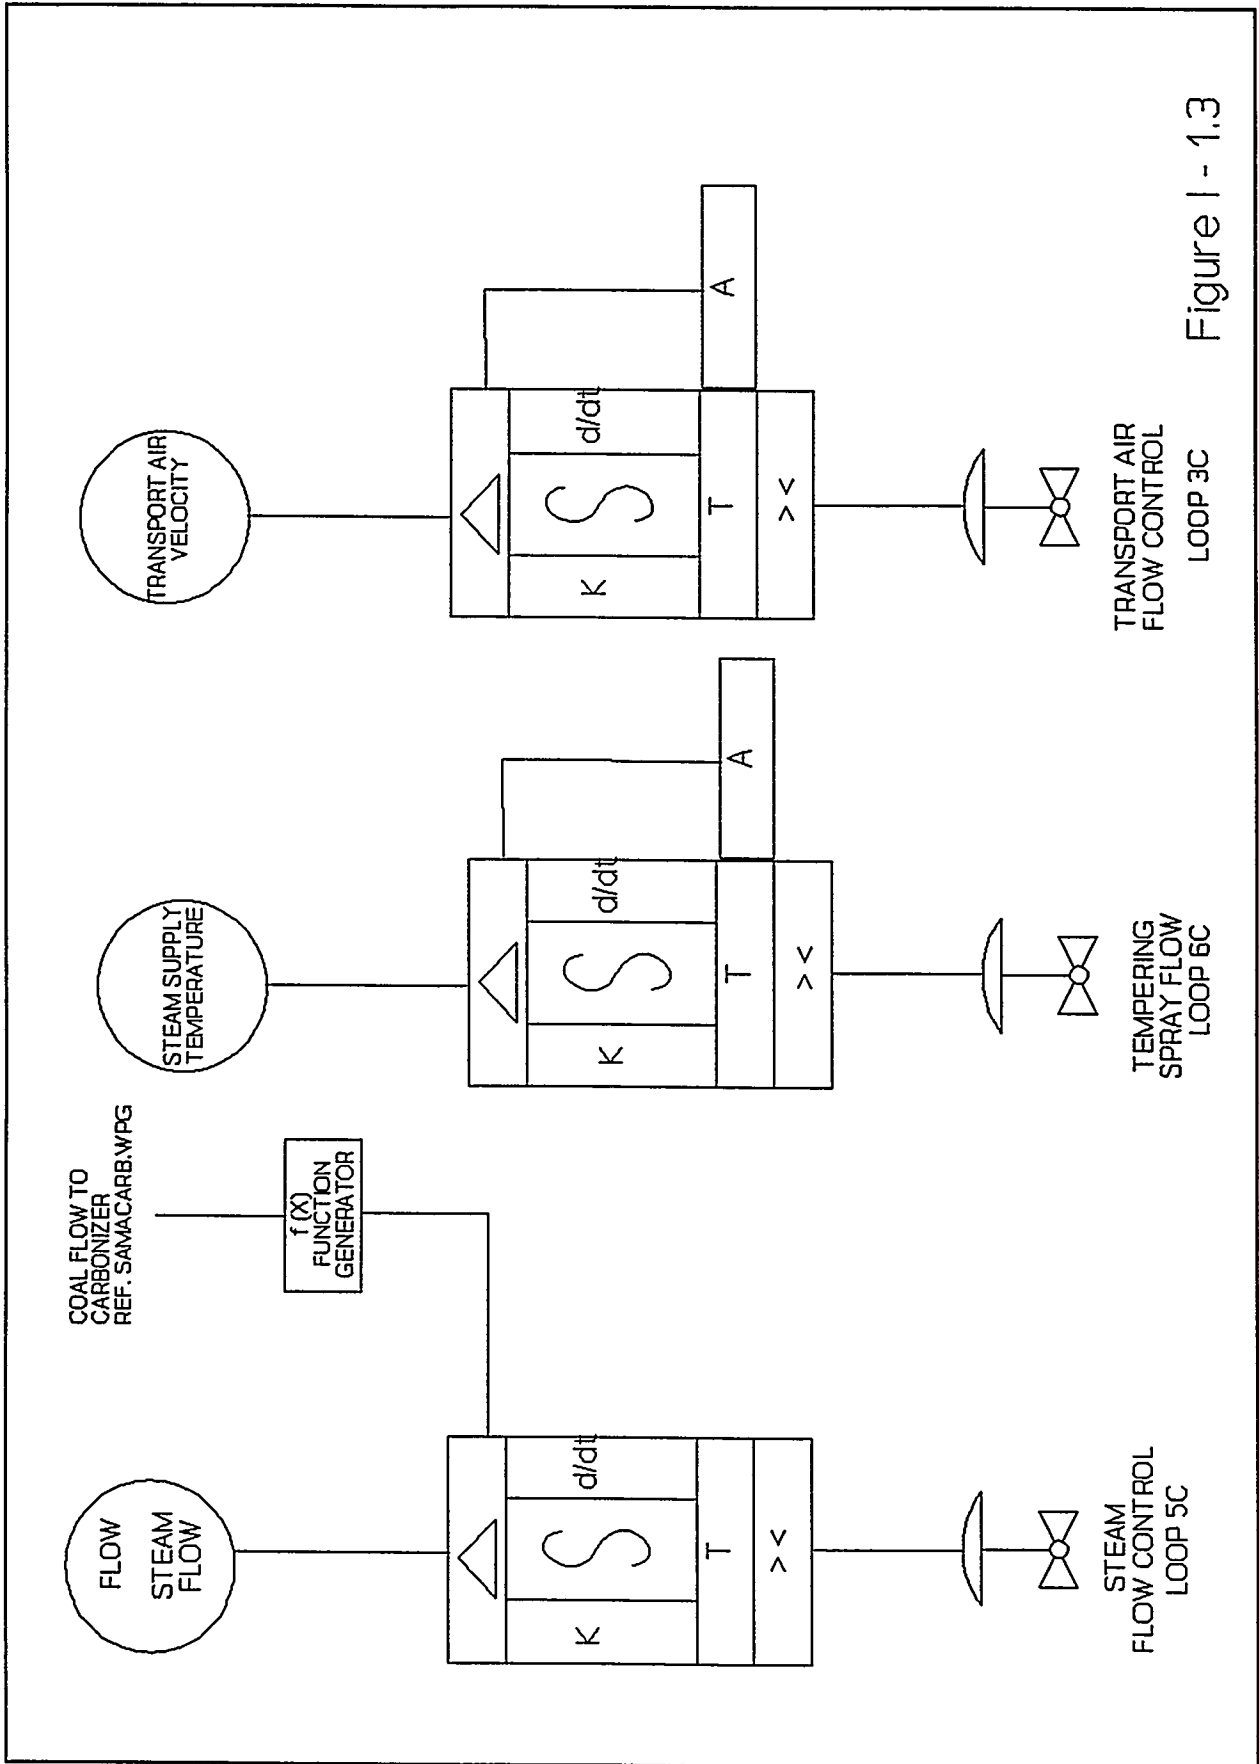 FLOW
STEAM
FLOW
COAL FLOW TO
CARBONIZER
REF. SAMACARB.WPG
f (X)
FUNCTION
GENERATOR
K
d/dt
T
> <
STEAM
FLOW CONTROL
LOOP 5C
STEAM SUPPLY
TEMPERATURE
K
d/dt
T
A
> <
TEMPERING
SPRAY FLOW
LOOP 6C
TRANSPORT AIR
VELOCITY
K
d/dt
T
A
> <
TRANSPORT AIR
FLOW CONTROL
LOOP 3C
Figure I - 1.3